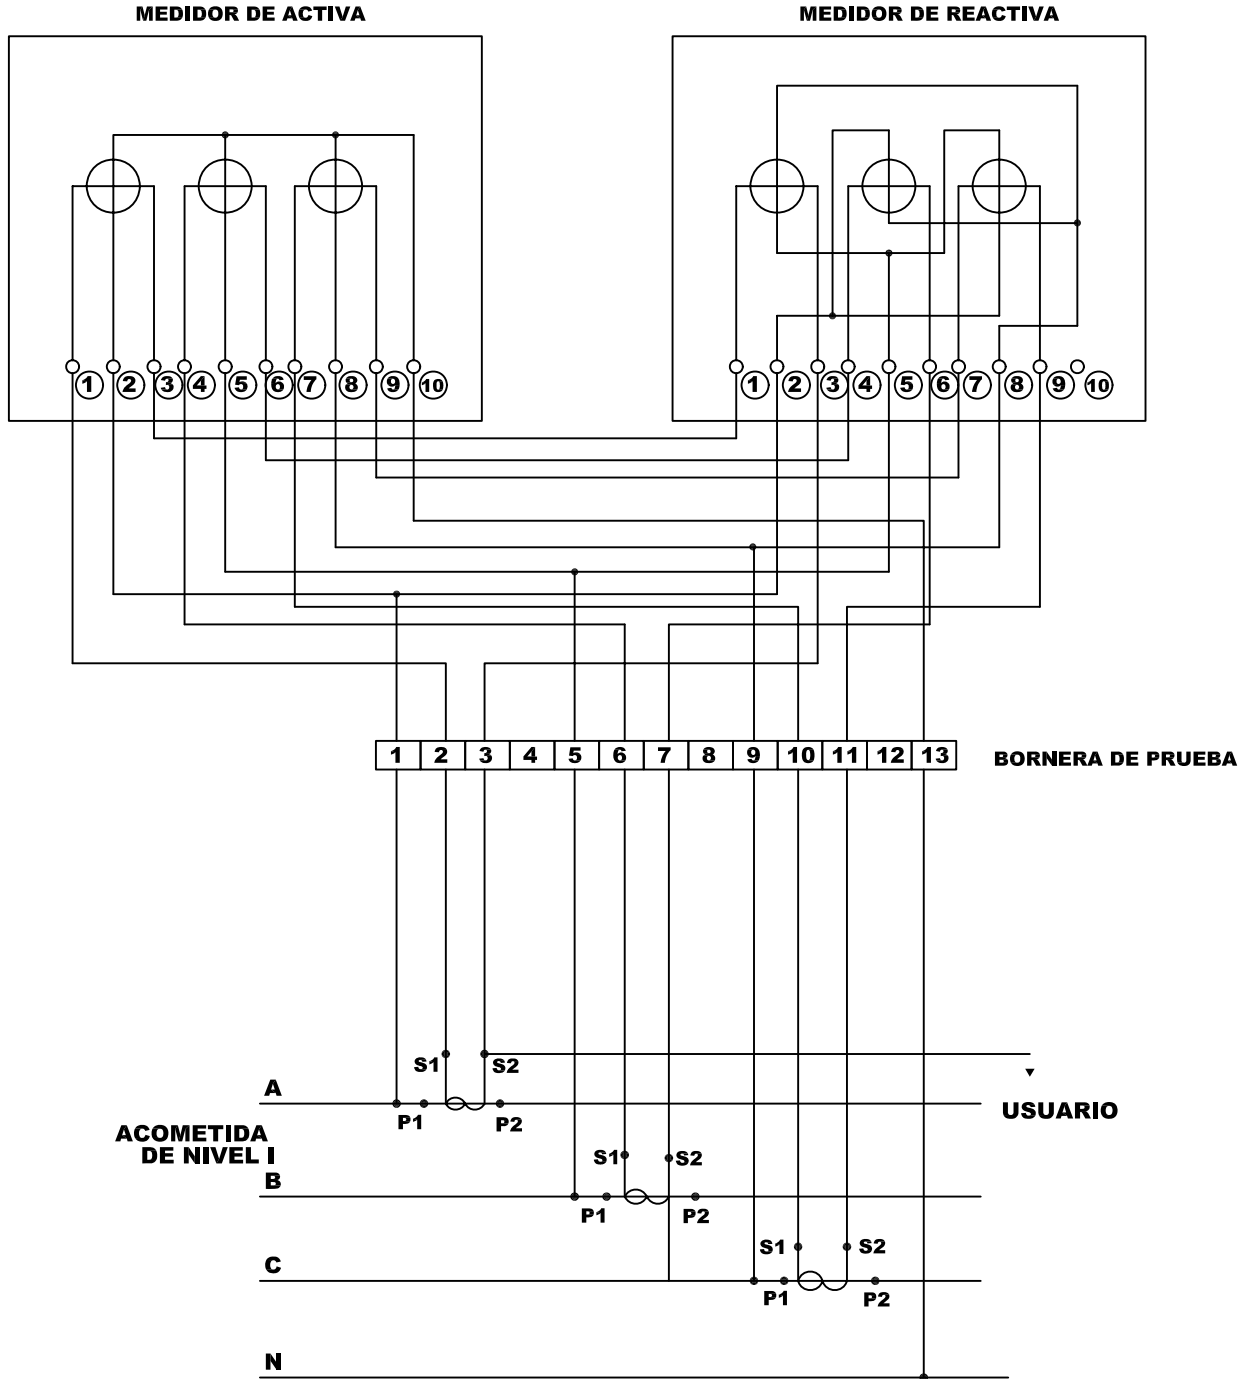 MEDIDOR DE ACTIVA
MEDIDOR DE REACTIVA
1 2 3 4 5 6 7 8 9 10
1 2 3 4 5 6 7 8 9 10
1 2 3 4 5 6 7 8 9 10 11 12 13
BORNERA DE PRUEBA
S1 S2
A
P1 P2
USUARIO
ACOMETIDA
DE NIVEL I
S1 S2
B
P1 P2
S1 S2
C
P1 P2
N